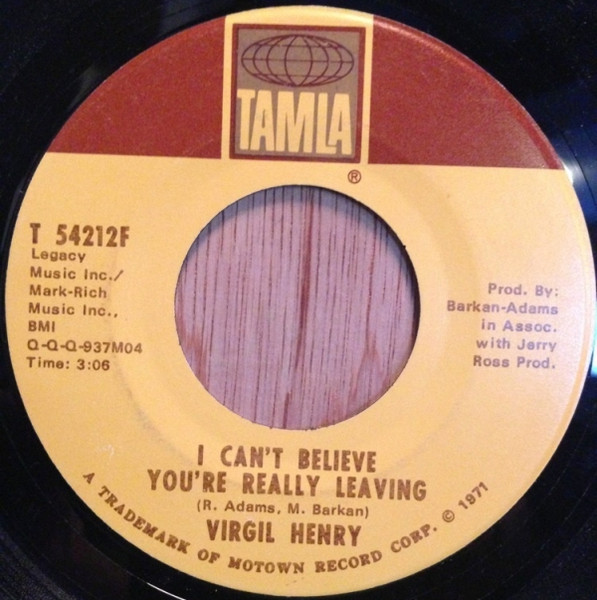 TAMLA
®
T 54212F
Legacy
Music Inc./
Mark-Rich
Music Inc.,
BMI
Q-Q-Q-937M04
Time: 3:06
Prod. By:
Barkan-Adams
in Assoc.
with Jerry
Ross Prod.
I CAN'T BELIEVE
YOU'RE REALLY LEAVING
(R. Adams, M. Barkan)
VIRGIL HENRY
A TRADEMARK OF MOTOWN RECORD CORP. © 1971